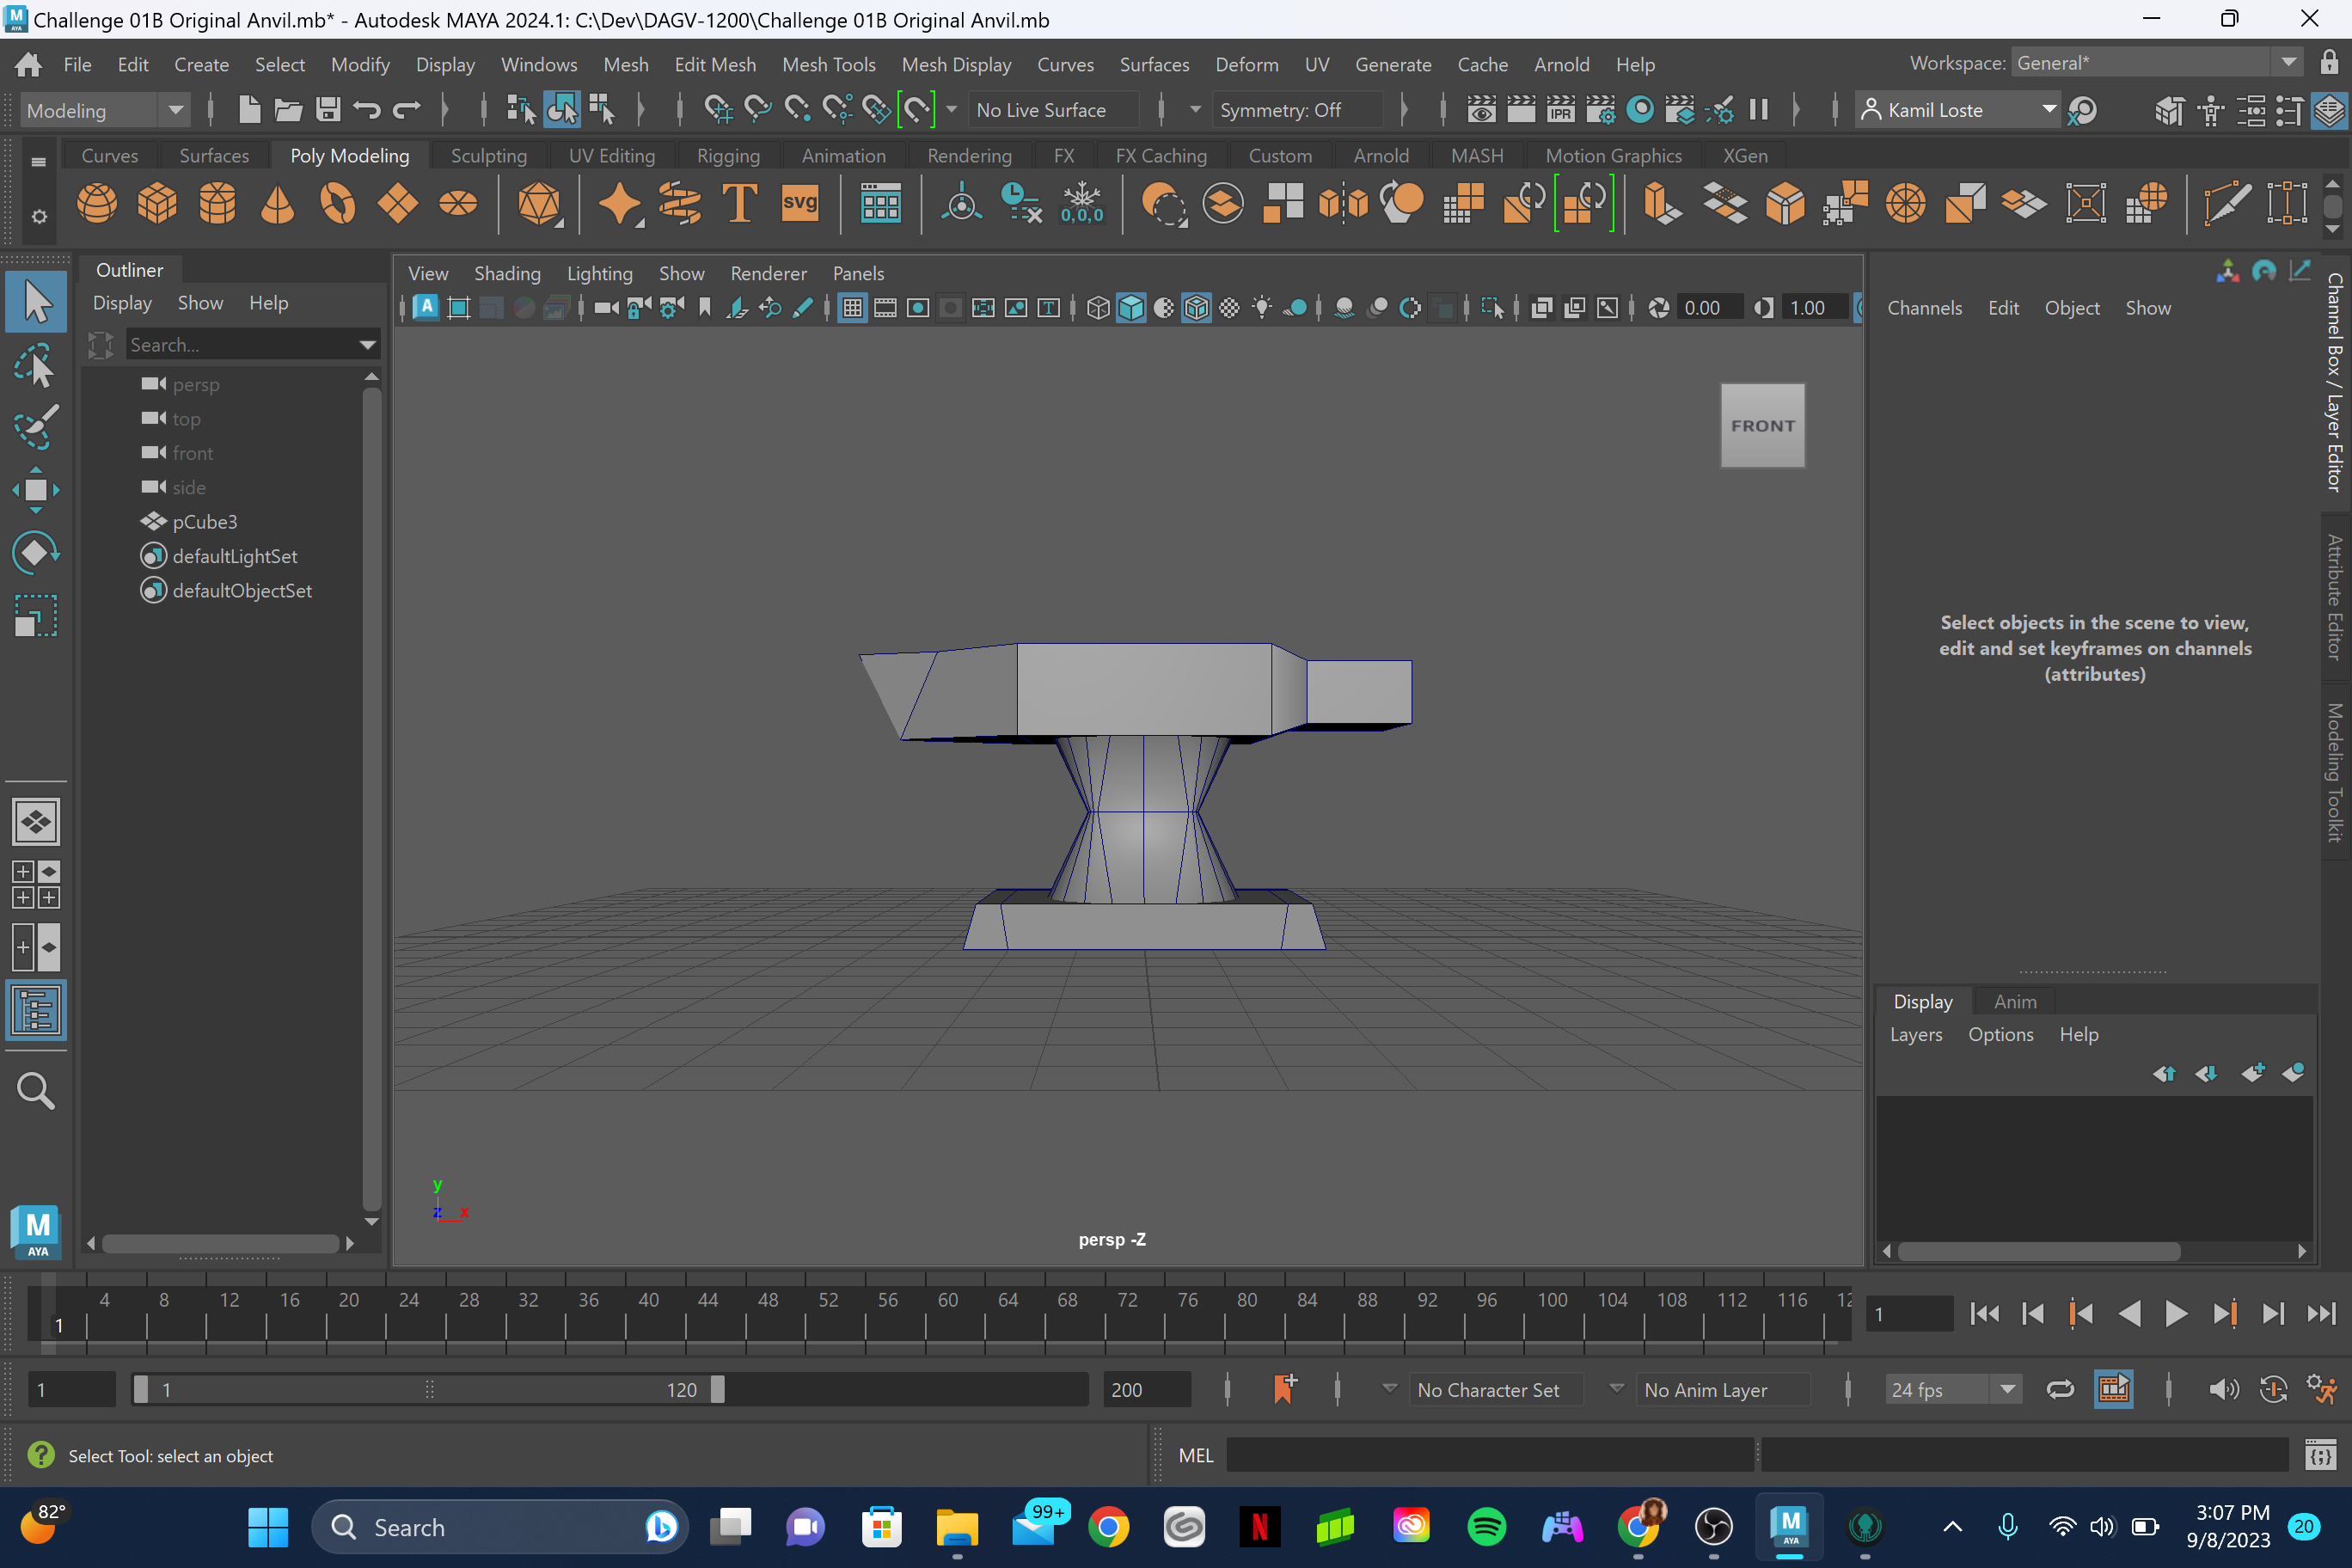 Challenge 01B Original Anvil.mb* - Autodesk MAYA 2024.1: C:\Dev\DAGV-1200\Challenge 01B Original Anvil.mb
File Edit Create Select Modify Display Windows Mesh Edit Mesh Mesh Tools Mesh Display Curves Surfaces Deform UV Generate Cache Arnold Help Workspace: General*
Modeling No Live Surface Symmetry: Off IPR Kamil Loste
Curves Surfaces Poly Modeling Sculpting UV Editing Rigging Animation Rendering FX FX Caching Custom Arnold MASH Motion Graphics XGen
T svg 0,0,0
Outliner
Display Show Help
Search...
persp
top
front
side
pCube3
defaultLightSet
defaultObjectSet
View Shading Lighting Show Renderer Panels
0.00 1.00
FRONT
y
z x
persp -Z
Channels Edit Object Show
Select objects in the scene to view,
edit and set keyframes on channels
(attributes)
Channel Box / Layer Editor
Attribute Editor
Modeling Toolkit
Display Anim
Layers Options Help
M
AYA
4 8 12 16 20 24 28 32 36 40 44 48 52 56 60 64 68 72 76 80 84 88 92 96 100 104 108 112 116 12
1
1
1 1 120 200 No Character Set No Anim Layer 24 fps
Select Tool: select an object MEL
82° Search 99+ N M AYA 3:07 PM
9/8/2023 20